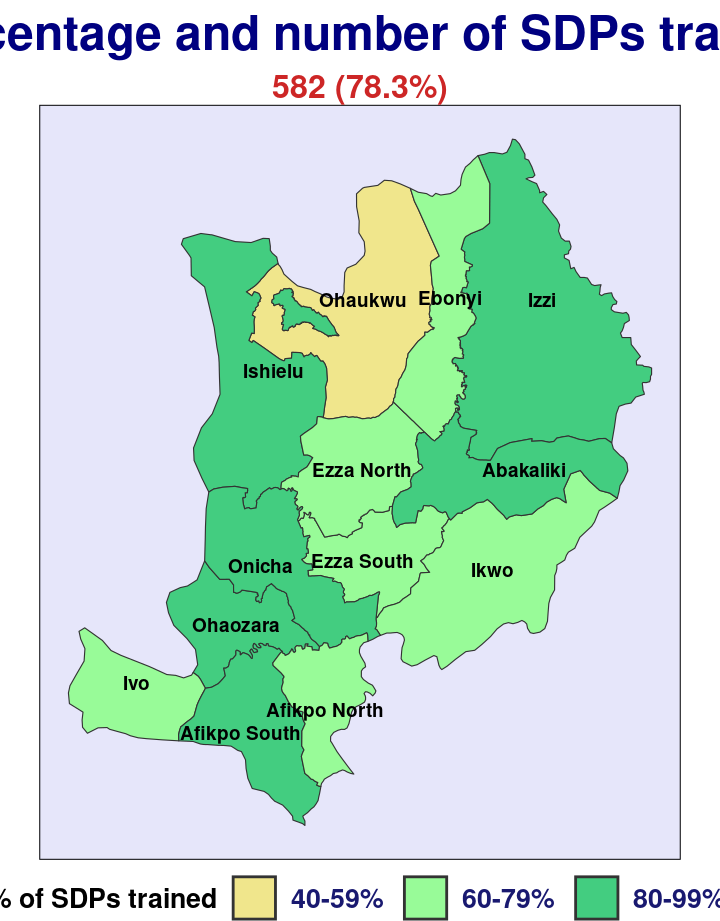 centage and number of SDPs tra
582 (78.3%)
Ohaukwu
Ebonyi
Izzi
Ishielu
Ezza North
Abakaliki
Ezza South
Onicha
Ikwo
Ohaozara
Ivo
Afikpo North
Afikpo South
% of SDPs trained
40-59%
60-79%
80-99%